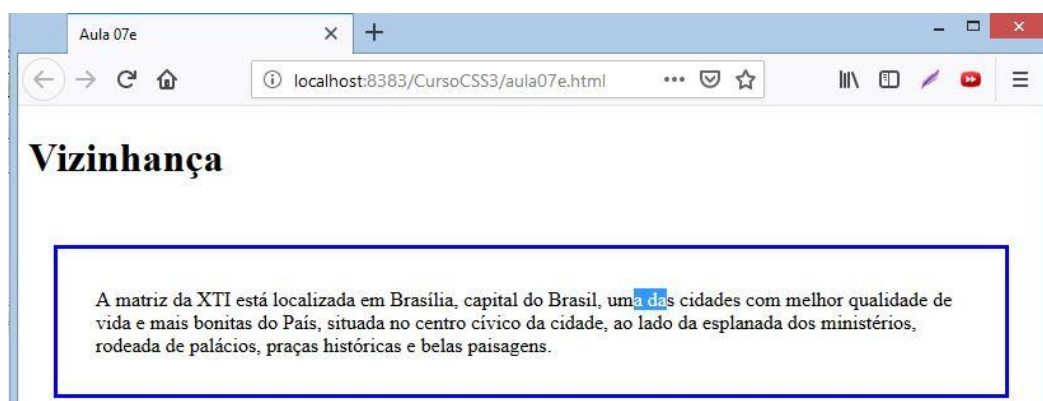 Aula 07e
localhost:8383/CursoCSS3/aula07e.html
Vizinhança
A matriz da XTI está localizada em Brasília, capital do Brasil, uma das cidades com melhor qualidade de
vida e mais bonitas do País, situada no centro cívico da cidade, ao lado da esplanada dos ministérios,
rodeada de palácios, praças históricas e belas paisagens.